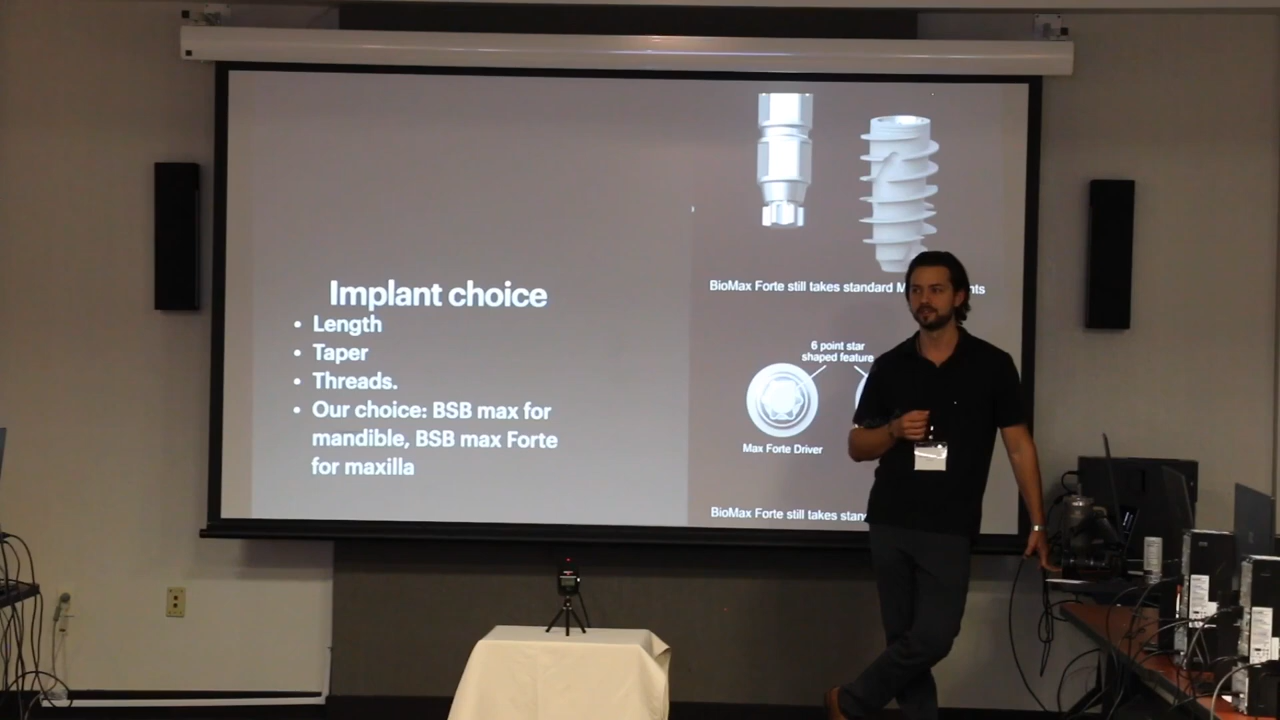 Implant choice
• Length
• Taper
• Threads.
• Our choice: BSB max for
mandible, BSB max Forte
for maxilla
BioMax Forte still takes standard
6 point star
shaped feature
Max Forte Driver
BioMax Forte still takes